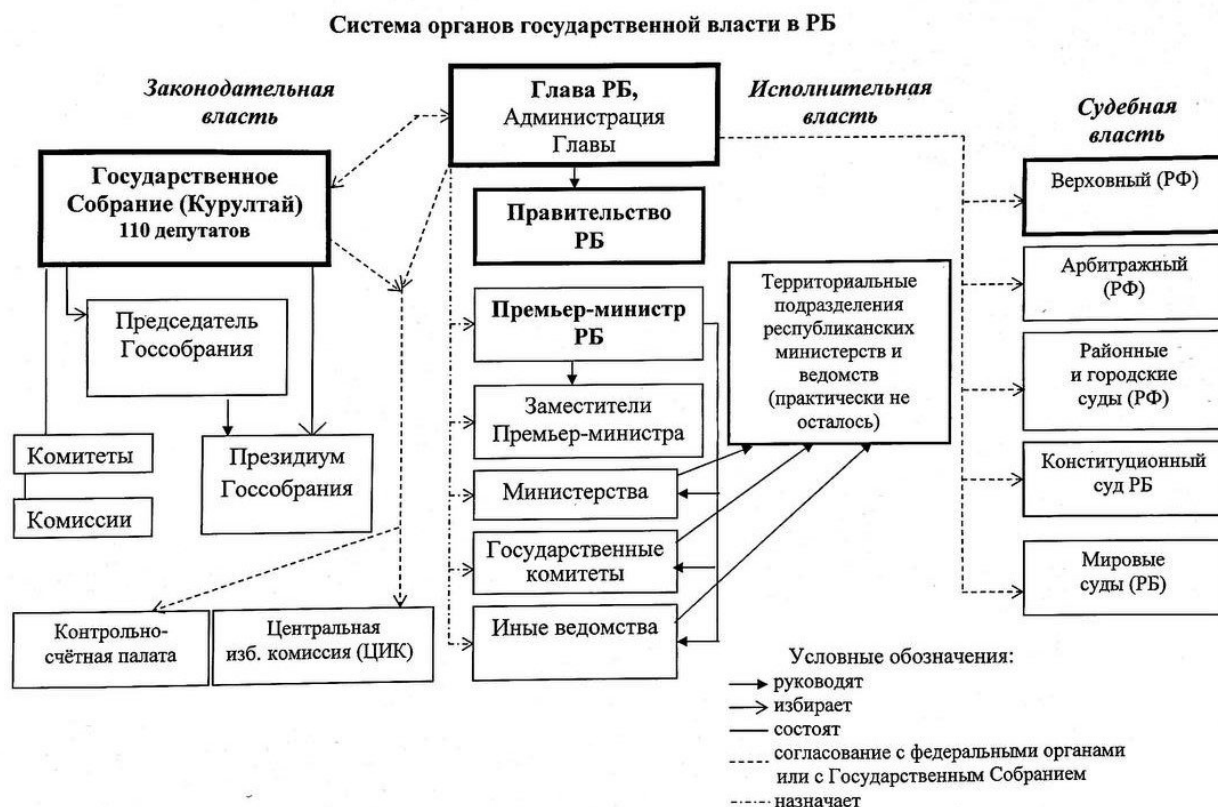 Система органов государственной власти в РБ
Законодательная
власть
Глава РБ,
Администрация
Главы
Исполнительная
власть
Судебная
власть
Государственное
Собрание (Курултай)
110 депутатов
Правительство
РБ
Верховный (РФ)
Председатель
Госсобрания
Премьер-министр
РБ
Территориальные
подразделения
республиканских
министерств и
ведомств
(практически не
осталось)
Арбитражный
(РФ)
Заместители
Премьер-министра
Районные
и городские
суды (РФ)
Комитеты
Комиссии
Президиум
Госсобрания
Министерства
Конституционный
суд РБ
Государственные
комитеты
Мировые
суды (РБ)
Контрольно-
счётная палата
Центральная
изб. комиссия (ЦИК)
Иные ведомства
Условные обозначения:
руководят
избирает
состоят
согласование с федеральными органами
или с Государственным Собранием
назначает